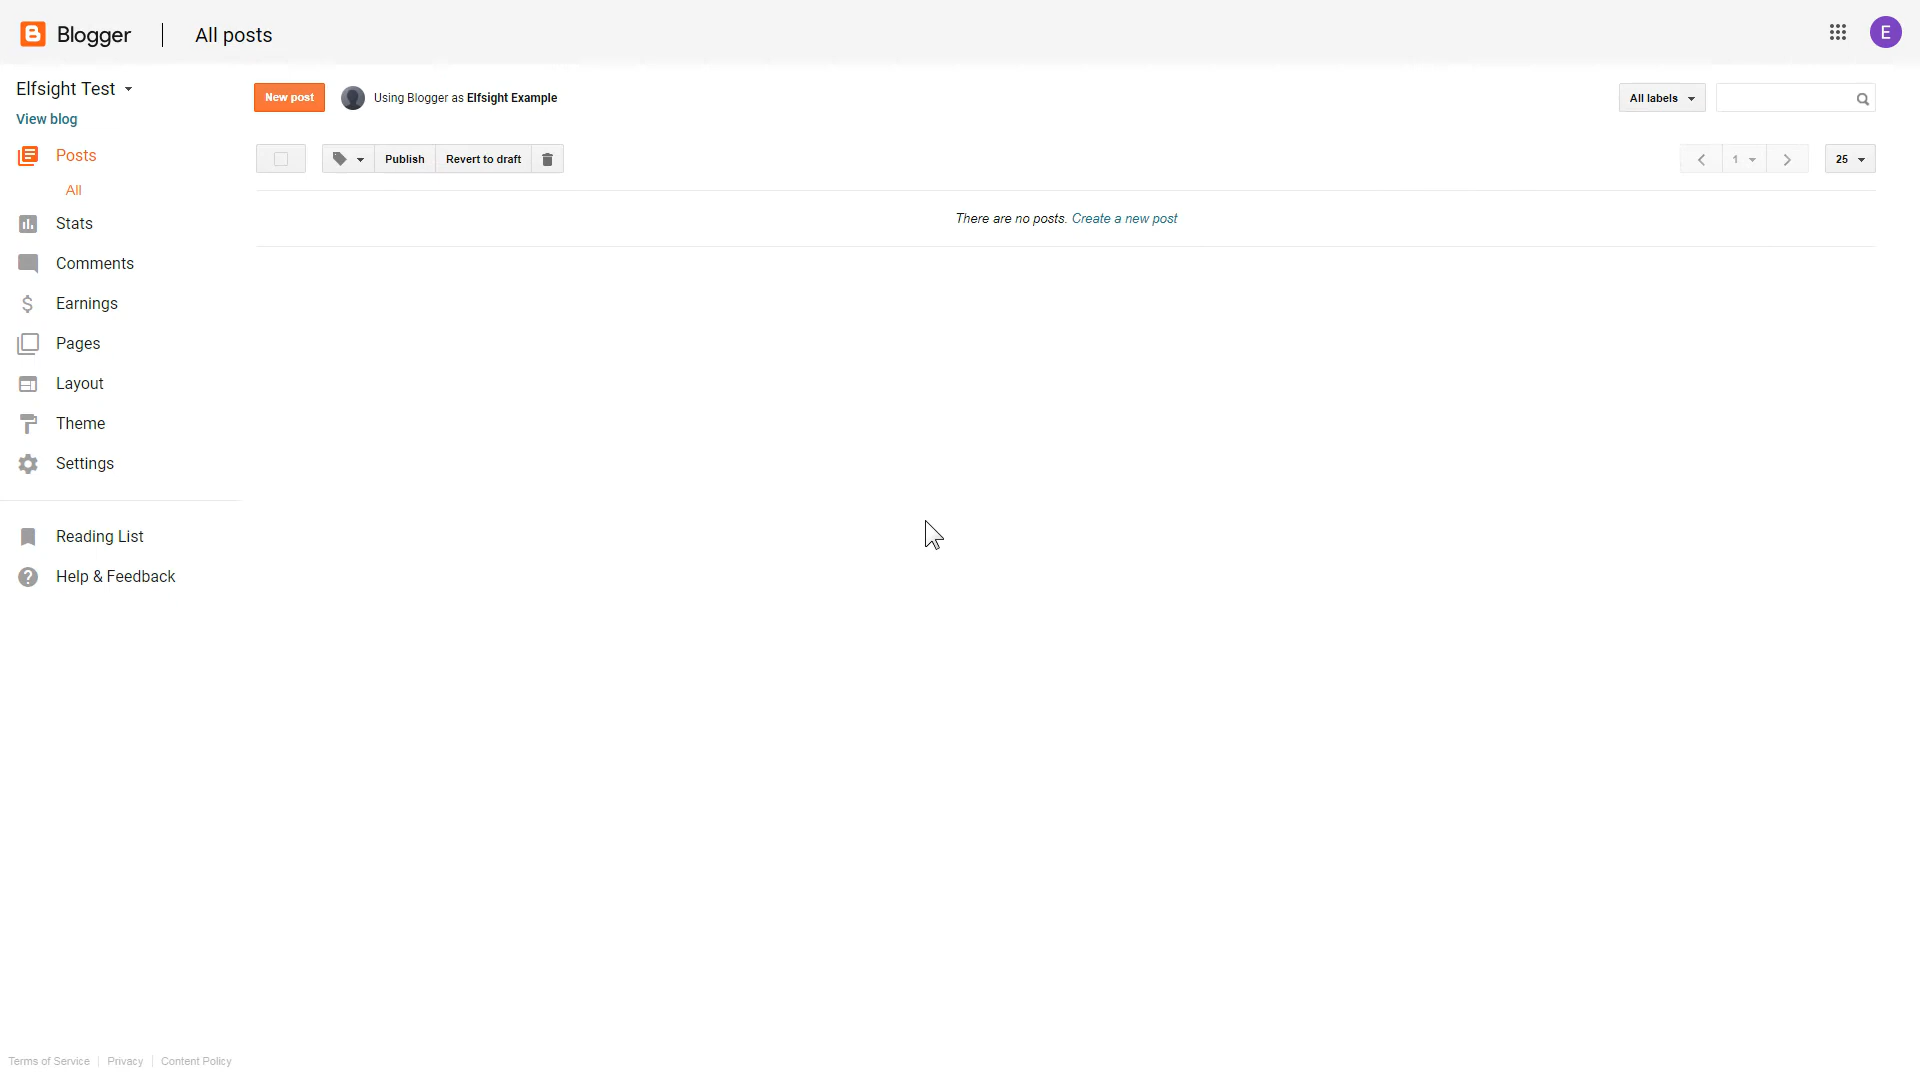 Blogger | All posts
Elfsight Test
View blog
New post
Using Blogger as Elfsight Example
All labels
Posts
All
Stats
Comments
Earnings
Pages
Layout
Theme
Settings
Reading List
Help & Feedback
Publish
Revert to draft
1
25
There are no posts. Create a new post
Terms of Service | Privacy | Content Policy
E